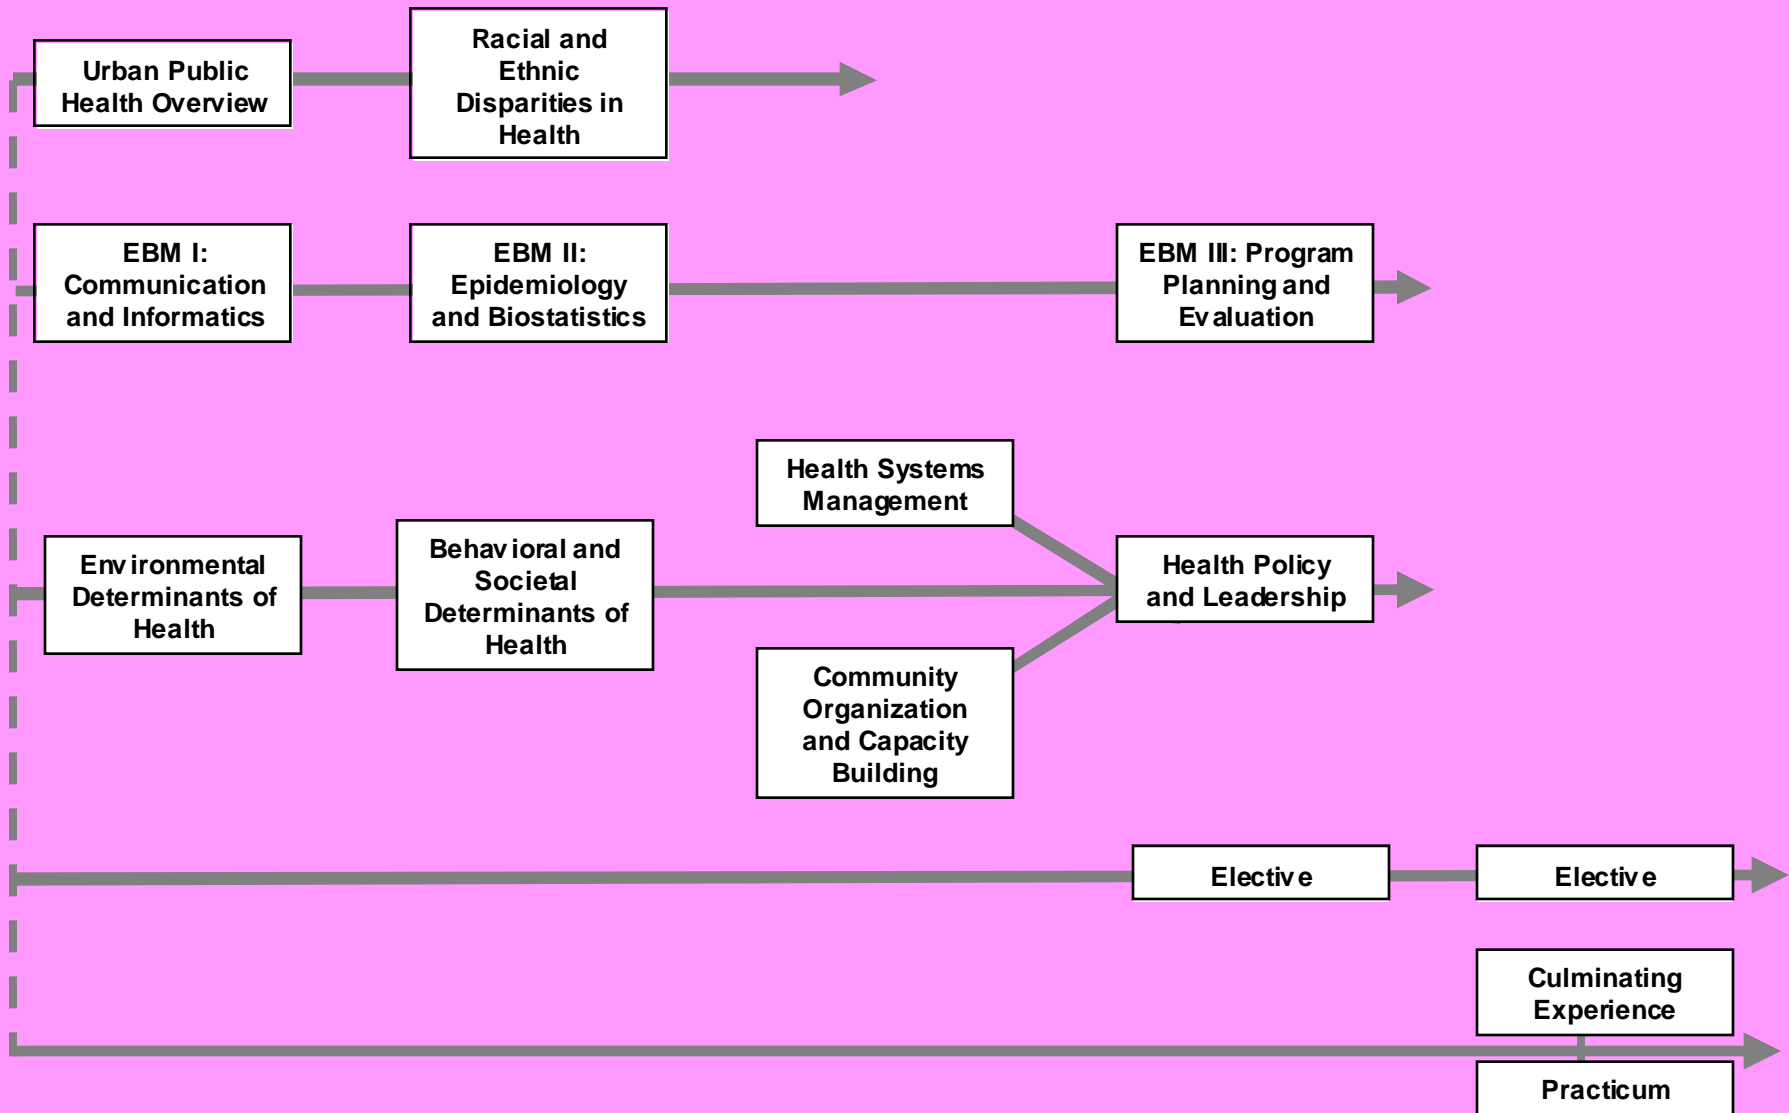 Urban Public
Health Overview
Racial and
Ethnic
Disparities in
Health
EBM I:
Communication
and Informatics
EBM II:
Epidemiology
and Biostatistics
EBM III: Program
Planning and
Evaluation
Environmental
Determinants of
Health
Behavioral and
Societal
Determinants of
Health
Health Systems
Management
Community
Organization
and Capacity
Building
Health Policy
and Leadership
Elective
Elective
Culminating
Experience
Practicum